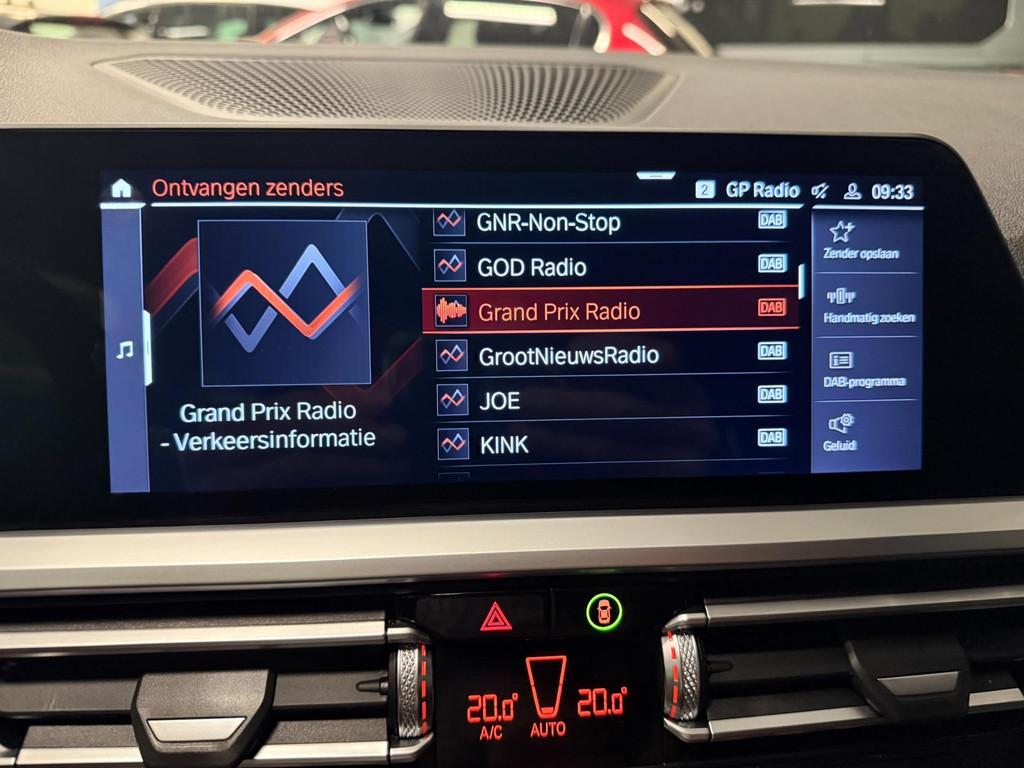 Ontvangen zenders
2 GP Radio 09:33
Grand Prix Radio
- Verkeersinformatie
GNR-Non-Stop DAB
GOD Radio DAB
Grand Prix Radio DAB
GrootNieuwsRadio DAB
JOE DAB
KINK DAB
Zender opslaan
Handmatig zoeken
DAB-programma
Geluid
20.0° 20.0°
A/C AUTO